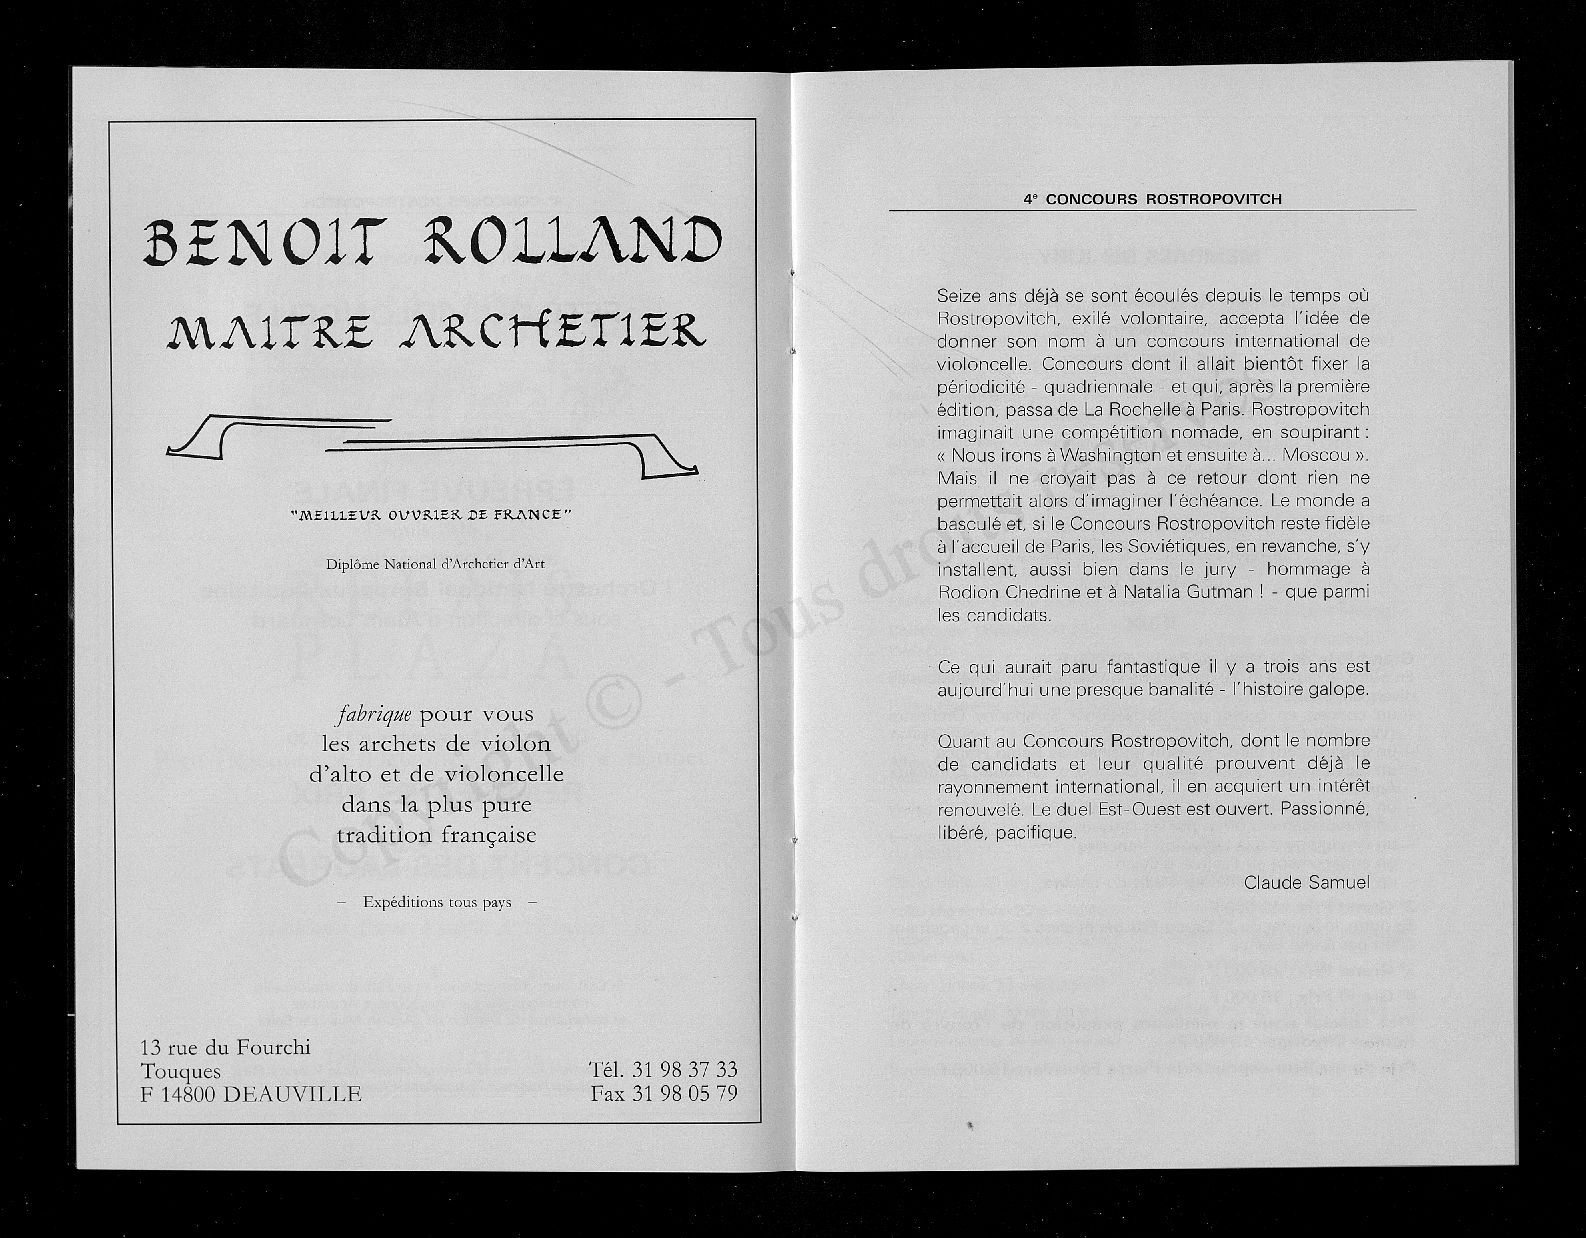 BENOIT ROLLAND
MAITRE ARCHETIER
"MEILLEUR OUVRIER DE FRANCE"
Diplôme National d'Archetier d'Art
fabrique pour vous
les archets de violon
d'alto et de violoncelle
dans la plus pure
tradition française
– Expéditions tous pays –
13 rue du Fourchi
Touques
F 14800 DEAUVILLE
Tél. 31 98 37 33
Fax 31 98 05 79
4e CONCOURS ROSTROPOVITCH
Seize ans déjà se sont écoulés depuis le temps où
Rostropovitch, exilé volontaire, accepta l'idée de
donner son nom à un concours international de
violoncelle. Concours dont il allait bientôt fixer la
périodicité - quadriennale - et qui, après la première
édition, passa de La Rochelle à Paris. Rostropovitch
imaginait une compétition nomade, en soupirant :
« Nous irons à Washington et ensuite à... Moscou ».
Mais il ne croyait pas à ce retour dont rien ne
permettait alors d'imaginer l'échéance. Le monde a
basculé et, si le Concours Rostropovitch reste fidèle
à l'accueil de Paris, les Soviétiques, en revanche, s'y
installent, aussi bien dans le jury - hommage à
Rodion Chedrine et à Natalia Gutman ! - que parmi
les candidats.
Ce qui aurait paru fantastique il y a trois ans est
aujourd'hui une presque banalité - l'histoire galope.
Quant au Concours Rostropovitch, dont le nombre
de candidats et leur qualité prouvent déjà le
rayonnement international, il en acquiert un intérêt
renouvelé. Le duel Est-Ouest est ouvert. Passionné,
libéré, pacifique.
Claude Samuel
Copyright © - Tous droits